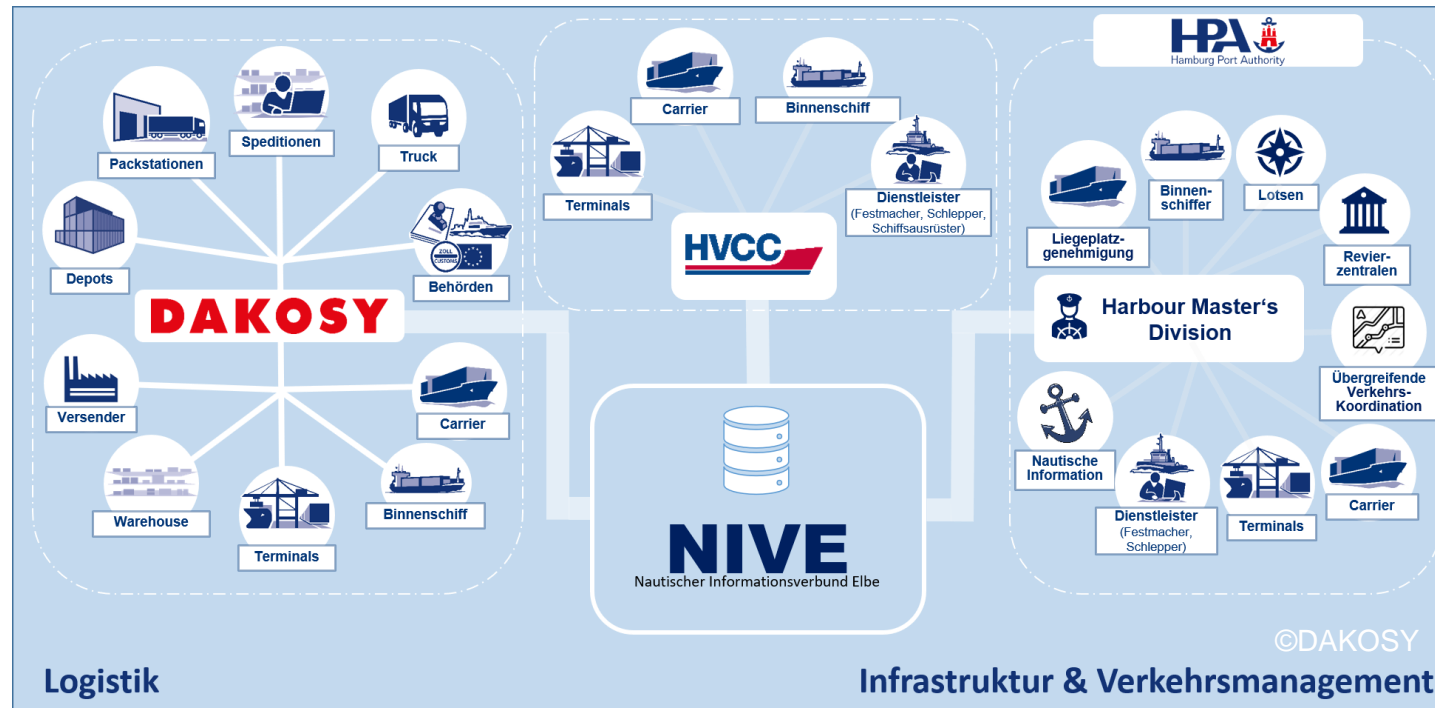 Packstationen
Speditionen
Truck
Depots
ZOLL
CUSTOMS
Behörden
DAKOSY
Versender
Carrier
Warehouse
Terminals
Binnenschiff
Carrier
Binnenschiff
Terminals
Dienstleister
(Festmacher, Schlepper,
Schiffsausrüster)
HVCC
HPA
Hamburg Port Authority
Liegeplatz-
genehmigung
Binnen-
schiffer
Lotsen
Revier-
zentralen
Harbour Master's
Division
Übergreifende
Verkehrs-
Koordination
Nautische
Information
Dienstleister
(Festmacher,
Schlepper)
Terminals
Carrier
NIVE
Nautischer Informationsverbund Elbe
©DAKOSY
Logistik
Infrastruktur & Verkehrsmanagement